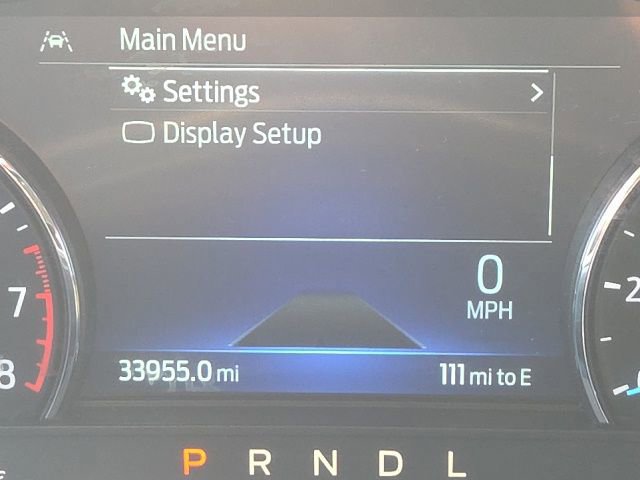 Main Menu
Settings
Display Setup
0
MPH
7
8
2
33955.0 mi
111 mi to E
P R N D L